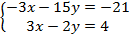 −3x − 15y = −21
3x − 2y = 4